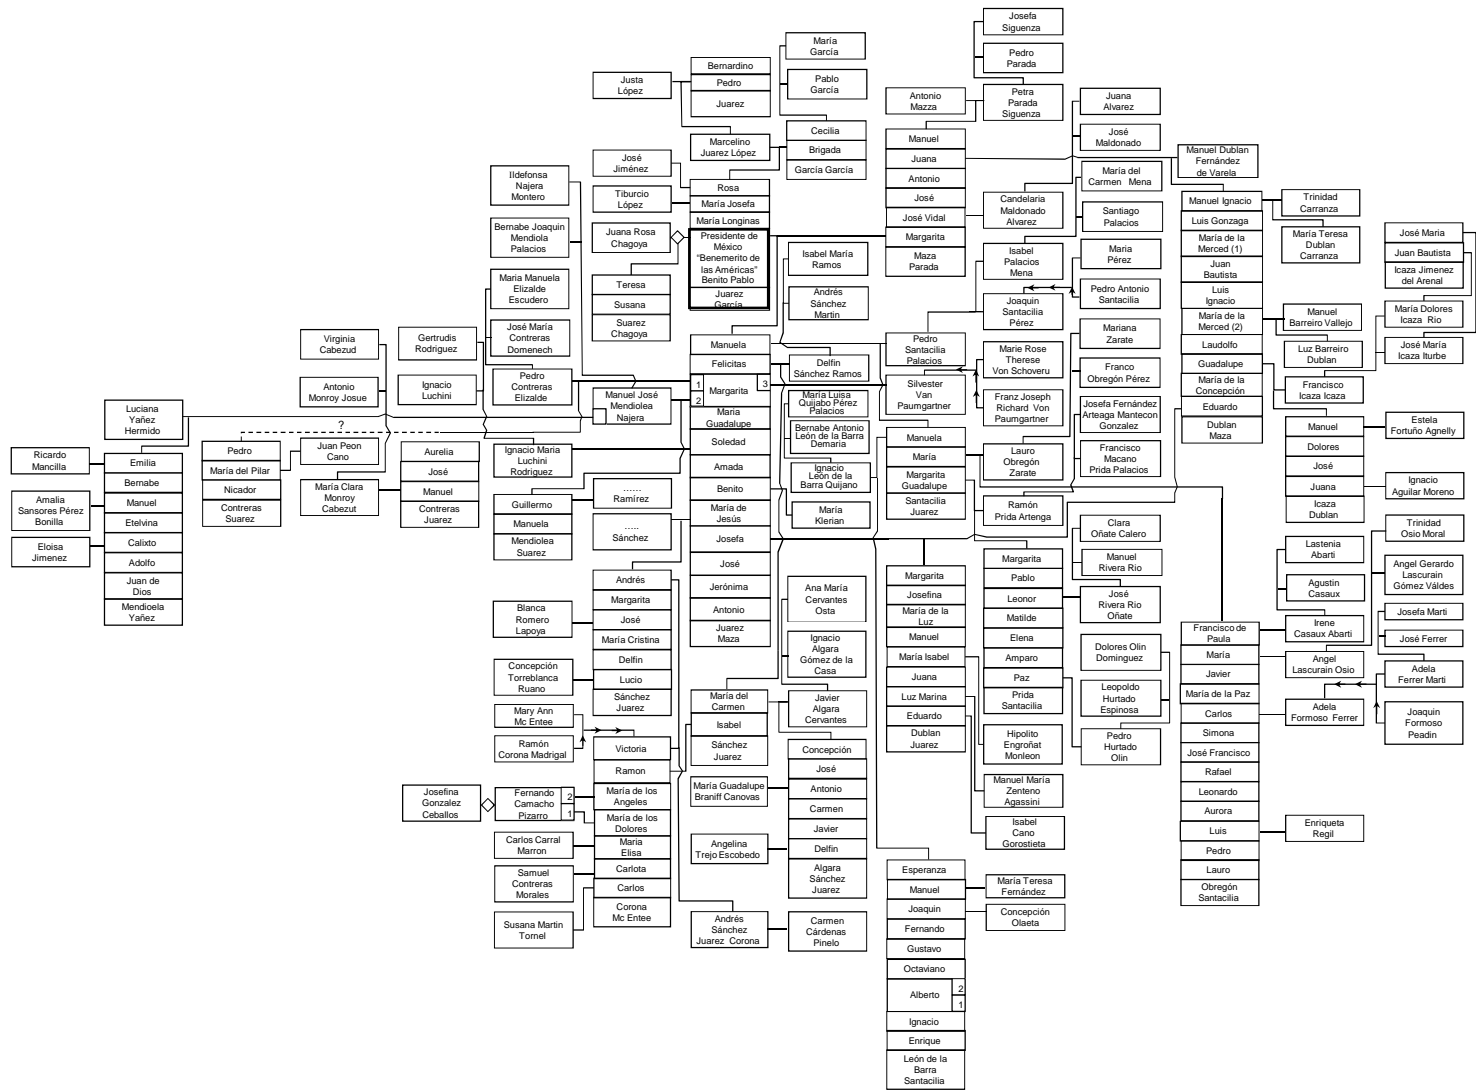 Josefa
Siguenza
Pedro
Parada
Petra
Parada
Siguenza
María
García
Pablo
García
Cecilia
Brigada
García García
Justa
López
Bernardino
Pedro
Juarez
Marcelino
Juarez López
José
Jiménez
Tiburcio
López
Juana Rosa
Chagoya
Teresa
Susana
Suarez
Chagoya
Rosa
María Josefa
María Longinas
Presidente de
México
"Benemerito de
las Américas"
Benito Pablo
Juarez
García
Antonio
Mazza
Manuel
Juana
Antonio
José
José Vidal
Margarita
Maza
Parada
Juana
Alvarez
José
Maldonado
Candelaria
Maldonado
Alvarez
María del
Carmen Mena
Santiago
Palacios
Isabel
Palacios
Mena
Maria
Pérez
Pedro Antonio
Santacilia
Joaquin
Santacilia
Pérez
Pedro
Santacilia
Palacios
Manuel Dublan
Fernández
de Varela
Manuel Ignacio
Luis Gonzaga
María de la
Merced (1)
Juan
Bautista
Luis
Ignacio
María de la
Merced (2)
Laudolfo
Guadalupe
María de la
Concepción
Eduardo
Dublan
Maza
Trinidad
Carranza
María Teresa
Dublan
Carranza
Manuel
Barreiro Vallejo
Luz Barreiro
Dublan
José Maria
Juan Bautista
Icaza Jimenez
del Arenal
María Dolores
Icaza Rio
José María
Icaza Iturbe
Francisco
Icaza Icaza
Manuel
Dolores
José
Juana
Icaza
Dublan
Estela
Fortuño Agnelly
Ignacio
Aguilar Moreno
Ildefonsa
Najera
Montero
Bernabe Joaquin
Mendiola
Palacios
Maria Manuela
Elizalde
Escudero
José María
Contreras
Domenech
Pedro
Contreras
Elizalde
Manuel José
Mendiolea
Najera
Gertrudis
Rodriguez
Ignacio
Luchini
Ignacio Maria
Luchini
Rodriguez
Virginia
Cabezud
Antonio
Monroy Josue
María Clara
Monroy
Cabezut
Luciana
Yañez
Hermido
?
Ricardo
Mancilla
Amalia
Sansores Pérez
Bonilla
Eloisa
Jimenez
Emilia
Bernabe
Manuel
Etelvina
Calixto
Adolfo
Juan de
Dios
Mendioela
Yañez
Pedro
María del Pilar
Nicador
Contreras
Suarez
Juan Peon
Cano
Aurelia
José
Manuel
Contreras
Juarez
Guillermo
Manuela
Mendiolea
Suarez
......
Ramírez
.....
Sánchez
Manuela
Felicitas
1
2
Margarita
3
Maria
Guadalupe
Soledad
Amada
Benito
María de
Jesús
Josefa
José
Jerónima
Antonio
Juarez
Maza
Isabel María
Ramos
Andrés
Sánchez
Martin
Delfin
Sánchez Ramos
María Luisa
Quijabo Pérez
Palacios
Bernabe Antonio
León de la Barra
Demaria
Ignacio
León de la
Barra Quijano
María
Klerian
Silvester
Van
Paumgartner
Marie Rose
Therese
Von Schoveru
Franz Joseph
Richard Von
Paumgartner
Mariana
Zarate
Franco
Obregón Pérez
Lauro
Obregón
Zarate
Josefa Fernández
Arteaga Mantecon
Gonzalez
Francisco
Macano
Prida Palacios
Ramón
Prida Artenga
Manuela
María
Margarita
Guadalupe
Santacilia
Juarez
Margarita
Josefina
María de la
Luz
Manuel
María Isabel
Juana
Luz Marina
Eduardo
Dublan
Juarez
Margarita
Pablo
Leonor
Matilde
Elena
Amparo
Paz
Prida
Santacilia
Clara
Oñate Calero
Manuel
Rivera Rio
José
Rivera Rio
Oñate
Dolores Olin
Dominguez
Leopoldo
Hurtado
Espinosa
Pedro
Hurtado
Olin
Hipolito
Engroñat
Monleon
Manuel María
Zenteno
Agassini
Isabel
Cano
Gorostieta
Francisco de
Paula
María
Javier
María de la Paz
Carlos
Simona
José Francisco
Rafael
Leonardo
Aurora
Luis
Pedro
Lauro
Obregón
Santacilia
Lastenia
Abarti
Agustin
Casaux
Irene
Casaux Abarti
Trinidad
Osio Moral
Angel Gerardo
Lascurain
Gómez Váldes
Angel
Lascurain Osio
Josefa Marti
José Ferrer
Adela
Ferrer Marti
Joaquin
Formoso
Peadin
Adela
Formoso Ferrer
Enriqueta
Regil
Andrés
Margarita
José
María Cristina
Delfin
Lucio
Sánchez
Juarez
Blanca
Romero
Lapoya
Concepción
Torreblanca
Ruano
Mary Ann
Mc Entee
Ramón
Corona Madrigal
Victoria
Ramon
María de los
Angeles
María de los
Dolores
Maria
Elisa
Carlota
Carlos
Corona
Mc Entee
Josefina
Gonzalez
Ceballos
Fernando
Camacho
Pizarro
2
1
Carlos Carral
Marron
Samuel
Contreras
Morales
Susana Martin
Tornel
María del
Carmen
Isabel
Sánchez
Juarez
Ana María
Cervantes
Osta
Ignacio
Algara
Gómez de la
Casa
Javier
Algara
Cervantes
Concepción
José
Antonio
Carmen
Javier
Delfin
Algara
Sánchez
Juarez
María Guadalupe
Braniff Canovas
Angelina
Trejo Escobedo
Andrés
Sánchez
Juarez Corona
Carmen
Cárdenas
Pinelo
Esperanza
Manuel
Joaquin
Fernando
Gustavo
Octaviano
Alberto
2
1
Ignacio
Enrique
León de la
Barra
Santacilia
María Teresa
Fernández
Concepción
Olaeta